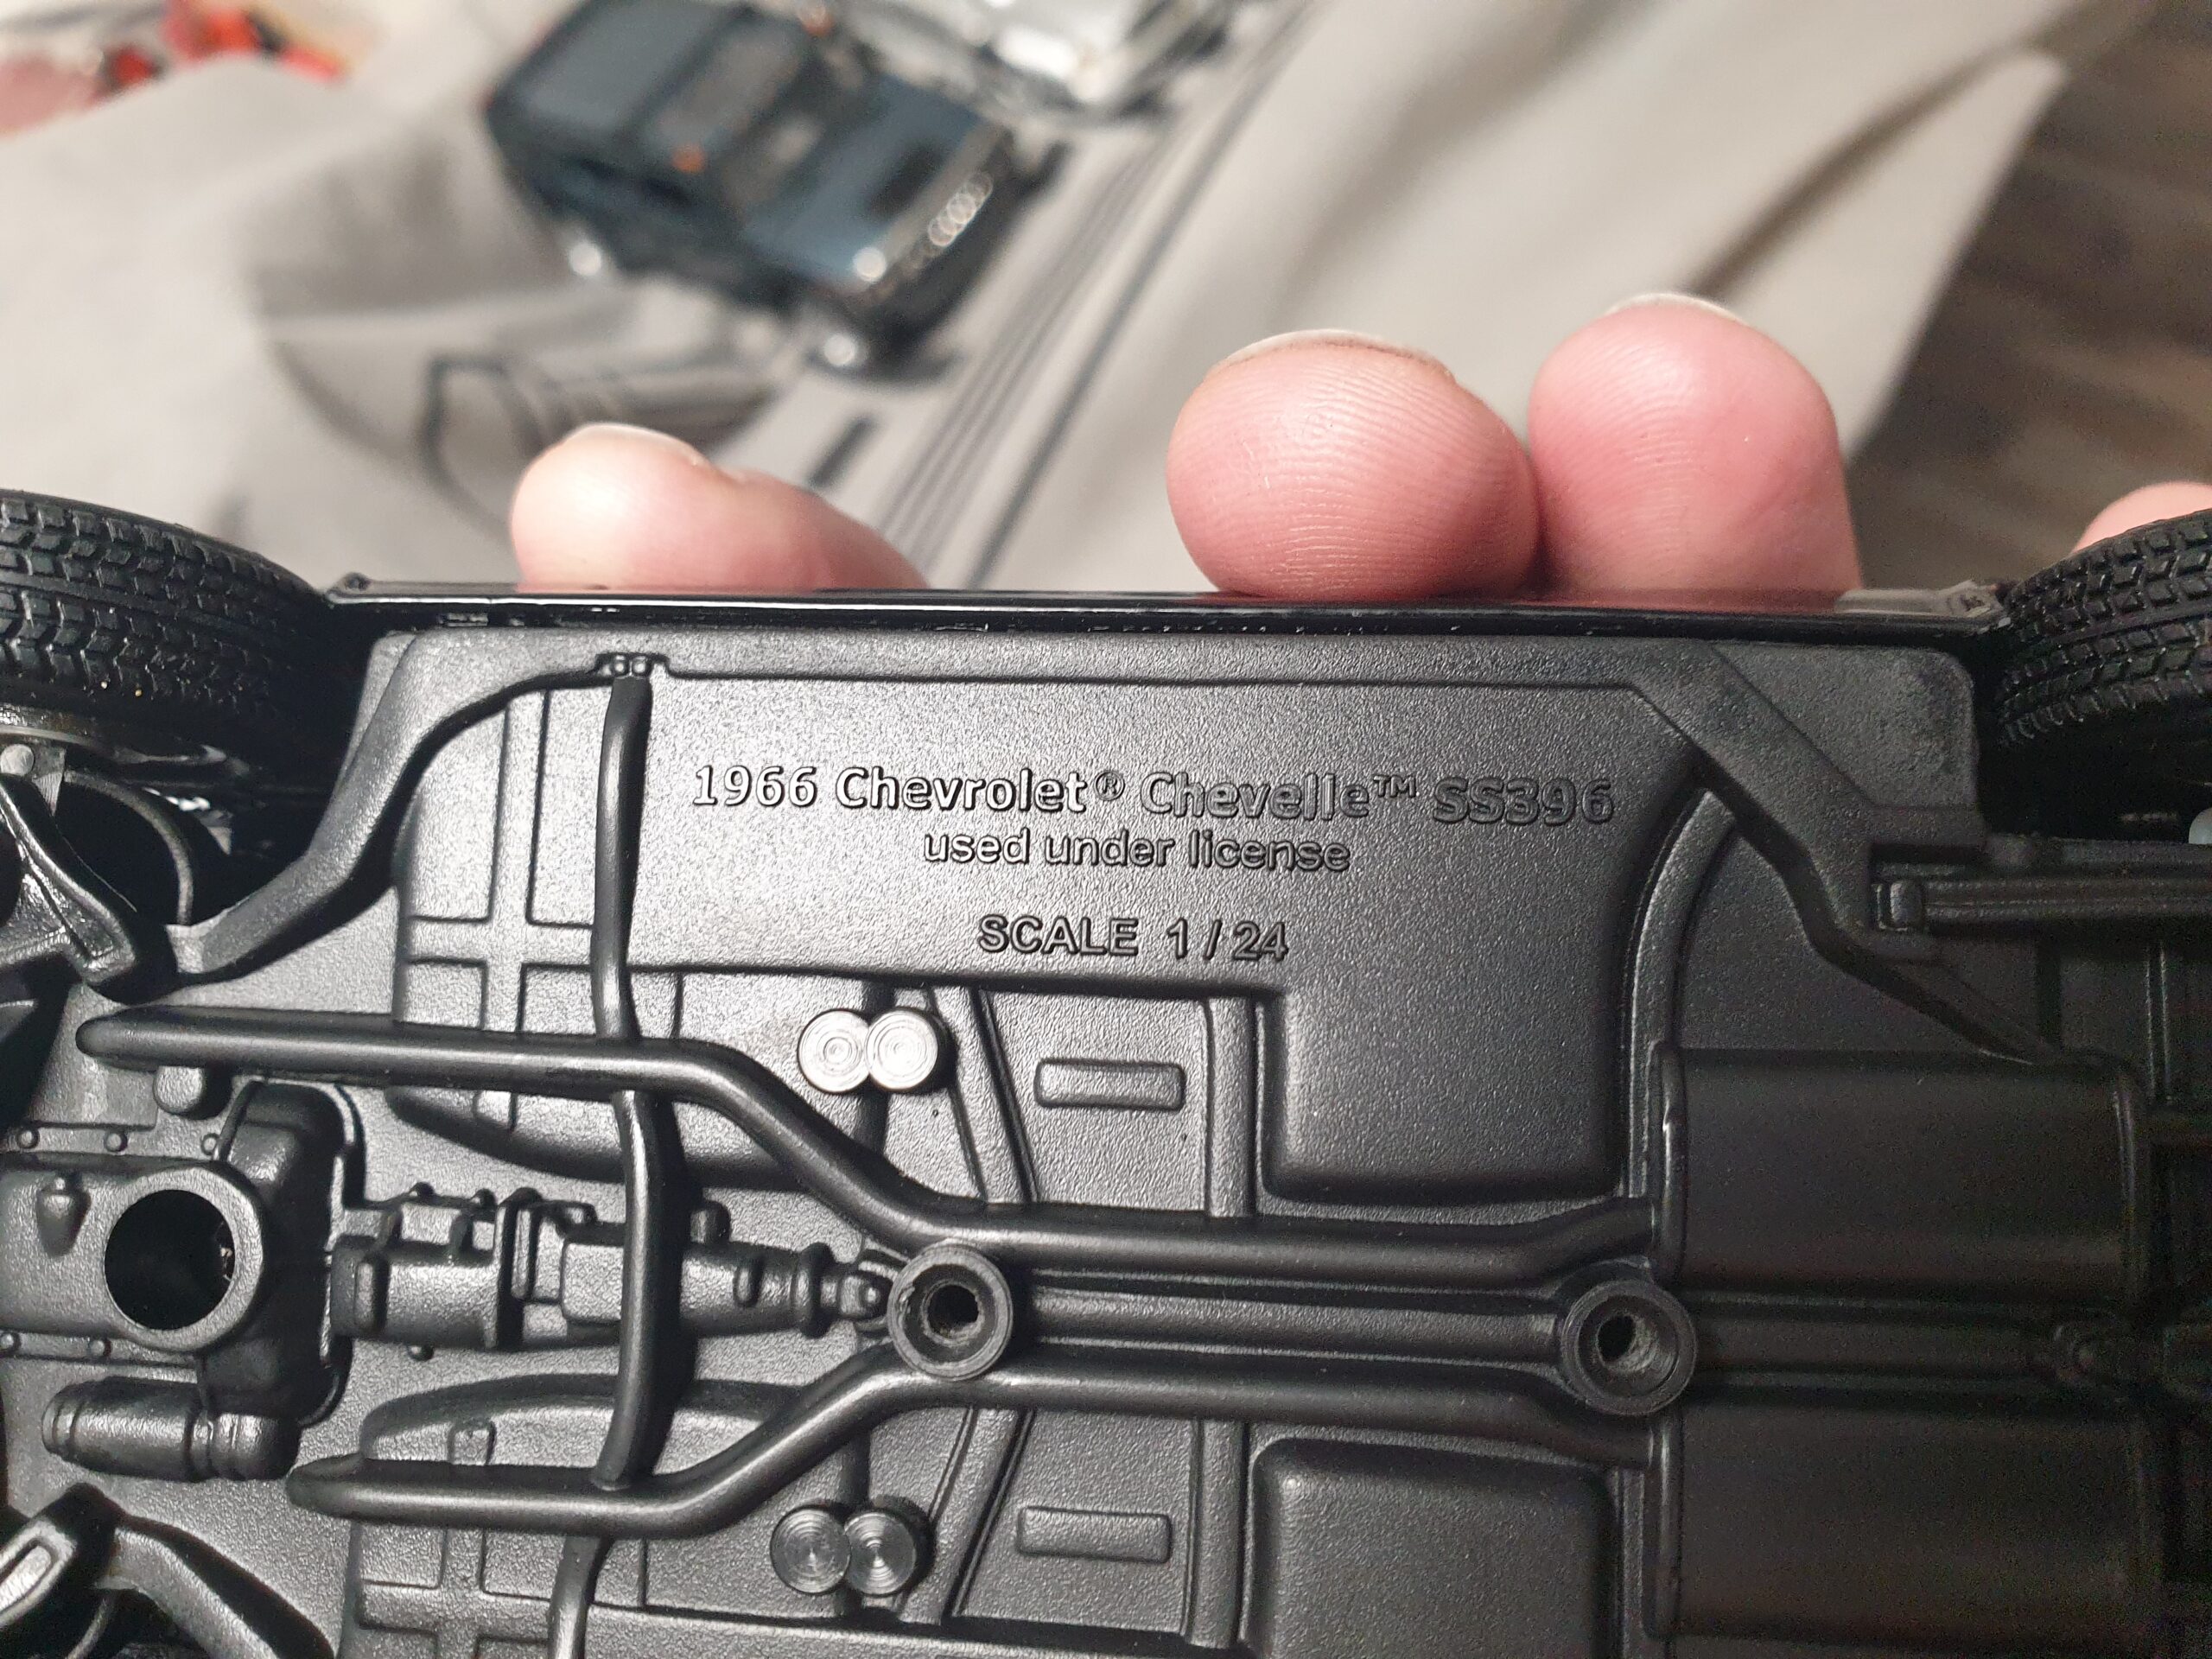 1966 Chevrolet® Chevelle™ SS396
used under license
SCALE 1/24